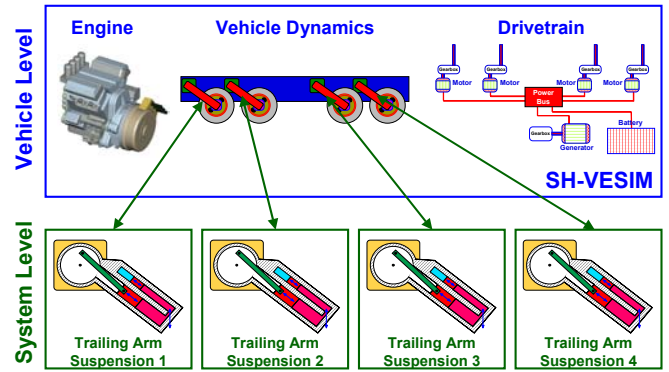 Engine
Vehicle Dynamics
Drivetrain
Vehicle Level
Gearbox
Gearbox
Gearbox
Gearbox
Motor
Motor
Motor
Motor
Power
Bus
Battery
Gearbox
Generator
SH-VESIM
System Level
Trailing Arm
Suspension 1
Trailing Arm
Suspension 2
Trailing Arm
Suspension 3
Trailing Arm
Suspension 4